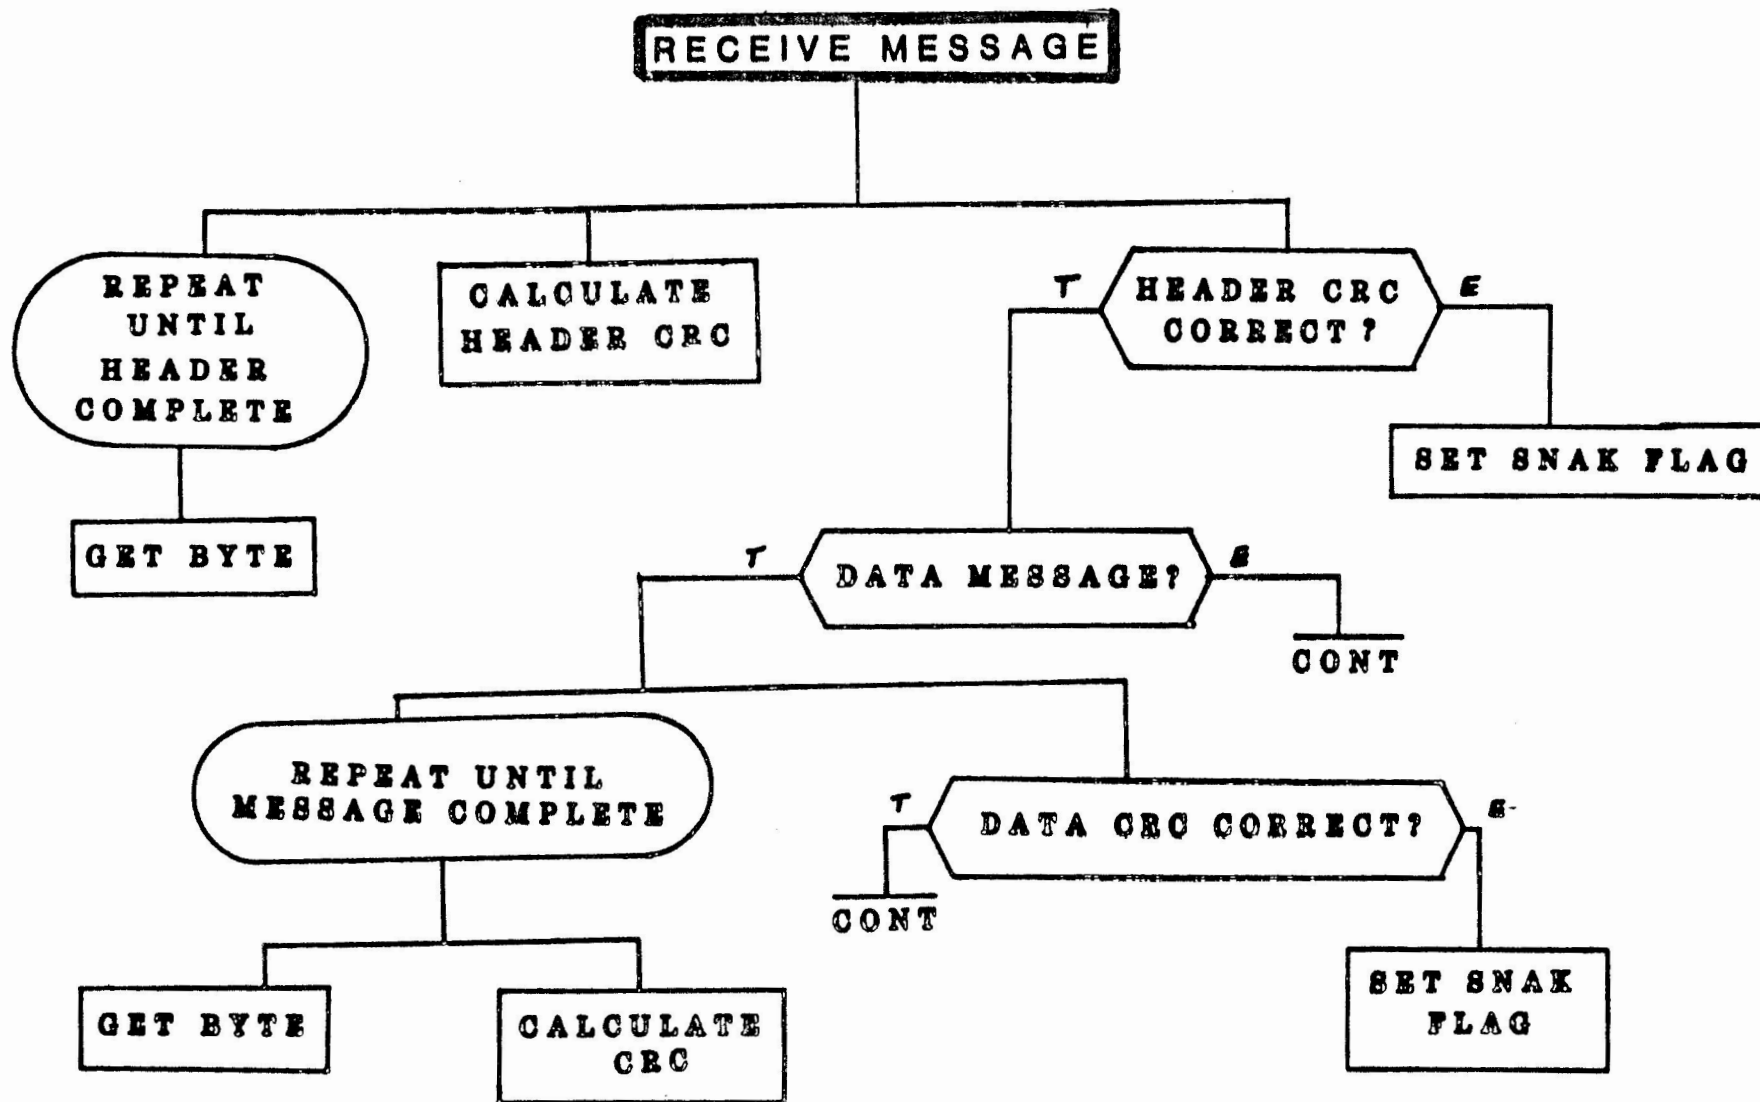 RECEIVE MESSAGE
REPEAT
UNTIL
HEADER
COMPLETE
GET BYTE
CALCULATE
HEADER CRC
T
HEADER CRC
CORRECT?
E
SET SNAK FLAG
T
DATA MESSAGE?
E
CONT
REPEAT UNTIL
MESSAGE COMPLETE
GET BYTE
CALCULATE
CRC
T
DATA CRC CORRECT?
E
CONT
SET SNAK
FLAG